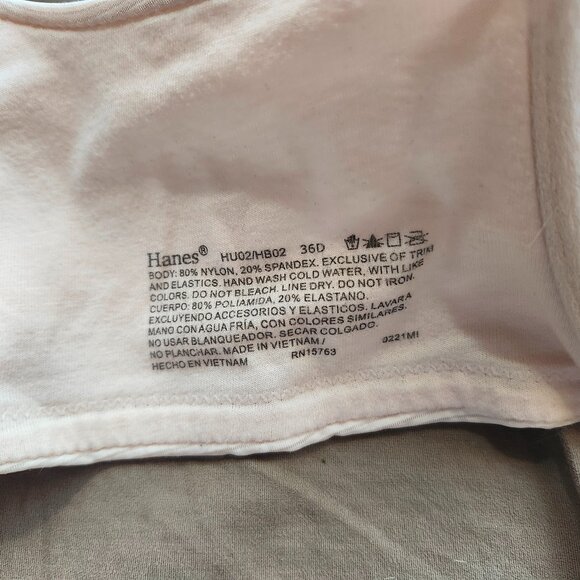 Hanes® HU02/HB02 36D
BODY: 80% NYLON, 20% SPANDEX. EXCLUSIVE OF TRIM
AND ELASTICS. HAND WASH COLD WATER, WITH LIKE
COLORS. DO NOT BLEACH. LINE DRY. DO NOT IRON.
CUERPO: 80% POLIAMIDA, 20% ELASTANO.
EXCLUYENDO ACCESORIOS Y ELASTICOS. LAVAR A
MANO CON AGUA FRÍA, CON COLORES SIMILARES.
NO USAR BLANQUEADOR. SECAR COLGADO.
NO PLANCHAR. MADE IN VIETNAM / 0221MI
HECHO EN VIETNAM RN15763